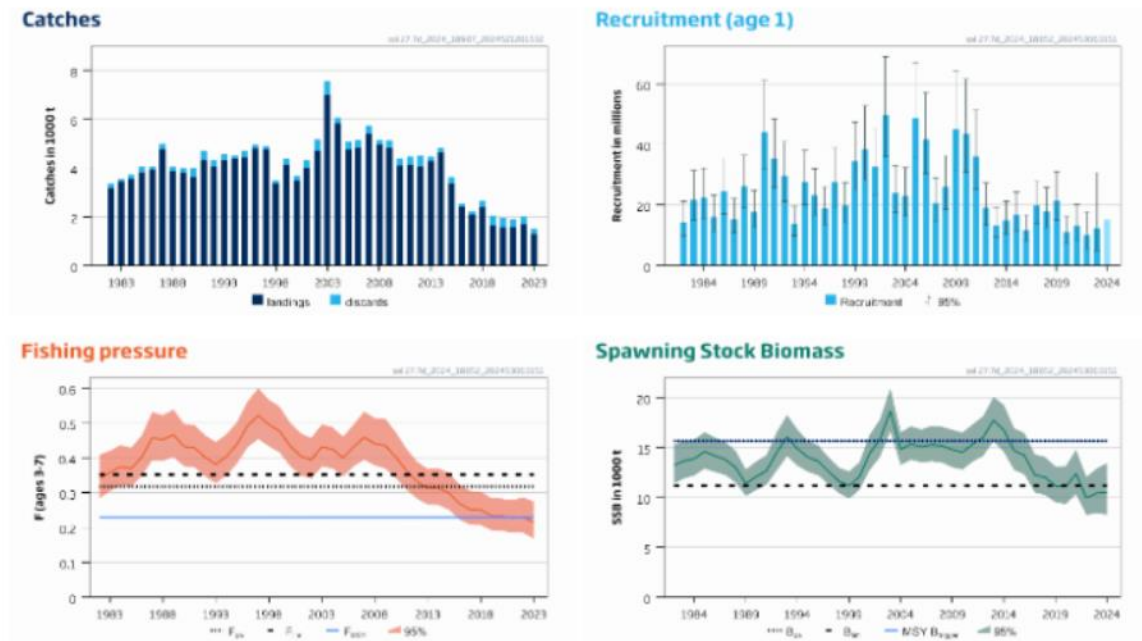 Catches
Recruitment (age 1)
Catches in 1000 t
8
6
4
2
0
1983 1988 1993 1998 2003 2008 2013 2018 2023
landings discards
Recruitment in millions
60
40
20
0
1984 1989 1994 1999 2004 2009 2014 2019 2024
Recruitment 95%
Fishing pressure
Spawning Stock Biomass
F (ages 3-7)
0.6
0.5
0.4
0.3
0.2
0.1
0
1983 1988 1993 1998 2003 2008 2013 2018 2023
95%
SSB in 1000 t
20
15
10
5
0
1984 1989 1994 1999 2004 2009 2014 2019 2024
MSY 95%